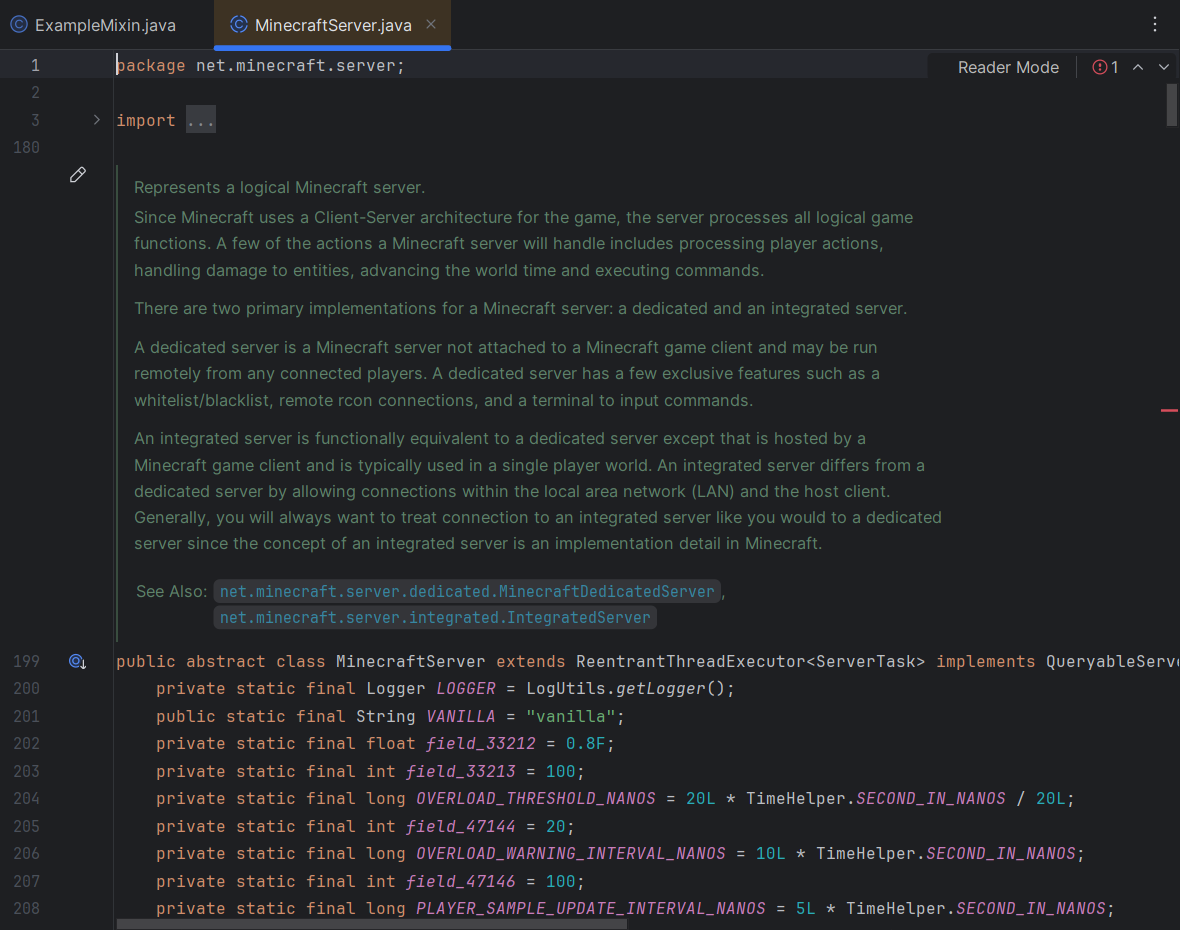 ExampleMixin.java
MinecraftServer.java
Reader Mode
1
1 package net.minecraft.server;
2
3 import ...
180
Represents a logical Minecraft server.
Since Minecraft uses a Client-Server architecture for the game, the server processes all logical game
functions. A few of the actions a Minecraft server will handle includes processing player actions,
handling damage to entities, advancing the world time and executing commands.
There are two primary implementations for a Minecraft server: a dedicated and an integrated server.
A dedicated server is a Minecraft server not attached to a Minecraft game client and may be run
remotely from any connected players. A dedicated server has a few exclusive features such as a
whitelist/blacklist, remote rcon connections, and a terminal to input commands.
An integrated server is functionally equivalent to a dedicated server except that is hosted by a
Minecraft game client and is typically used in a single player world. An integrated server differs from a
dedicated server by allowing connections within the local area network (LAN) and the host client.
Generally, you will always want to treat connection to an integrated server like you would to a dedicated
server since the concept of an integrated server is an implementation detail in Minecraft.
See Also: net.minecraft.server.dedicated.MinecraftDedicatedServer,
net.minecraft.server.integrated.IntegratedServer
199 public abstract class MinecraftServer extends ReentrantThreadExecutor<ServerTask> implements QueryableServe
200 private static final Logger LOGGER = LogUtils.getLogger();
201 public static final String VANILLA = "vanilla";
202 private static final float field_33212 = 0.8F;
203 private static final int field_33213 = 100;
204 private static final long OVERLOAD_THRESHOLD_NANOS = 20L * TimeHelper.SECOND_IN_NANOS / 20L;
205 private static final int field_47144 = 20;
206 private static final long OVERLOAD_WARNING_INTERVAL_NANOS = 10L * TimeHelper.SECOND_IN_NANOS;
207 private static final int field_47146 = 100;
208 private static final long PLAYER_SAMPLE_UPDATE_INTERVAL_NANOS = 5L * TimeHelper.SECOND_IN_NANOS;